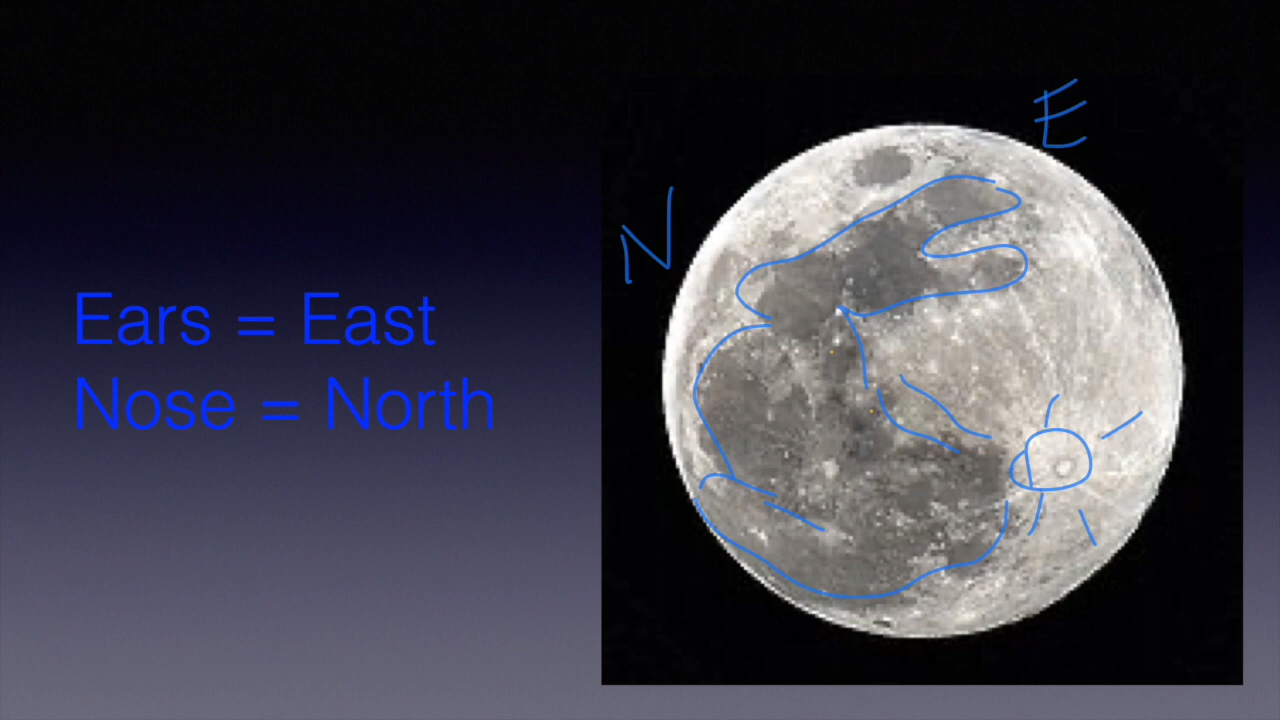 Ears = East
Nose = North
N
E